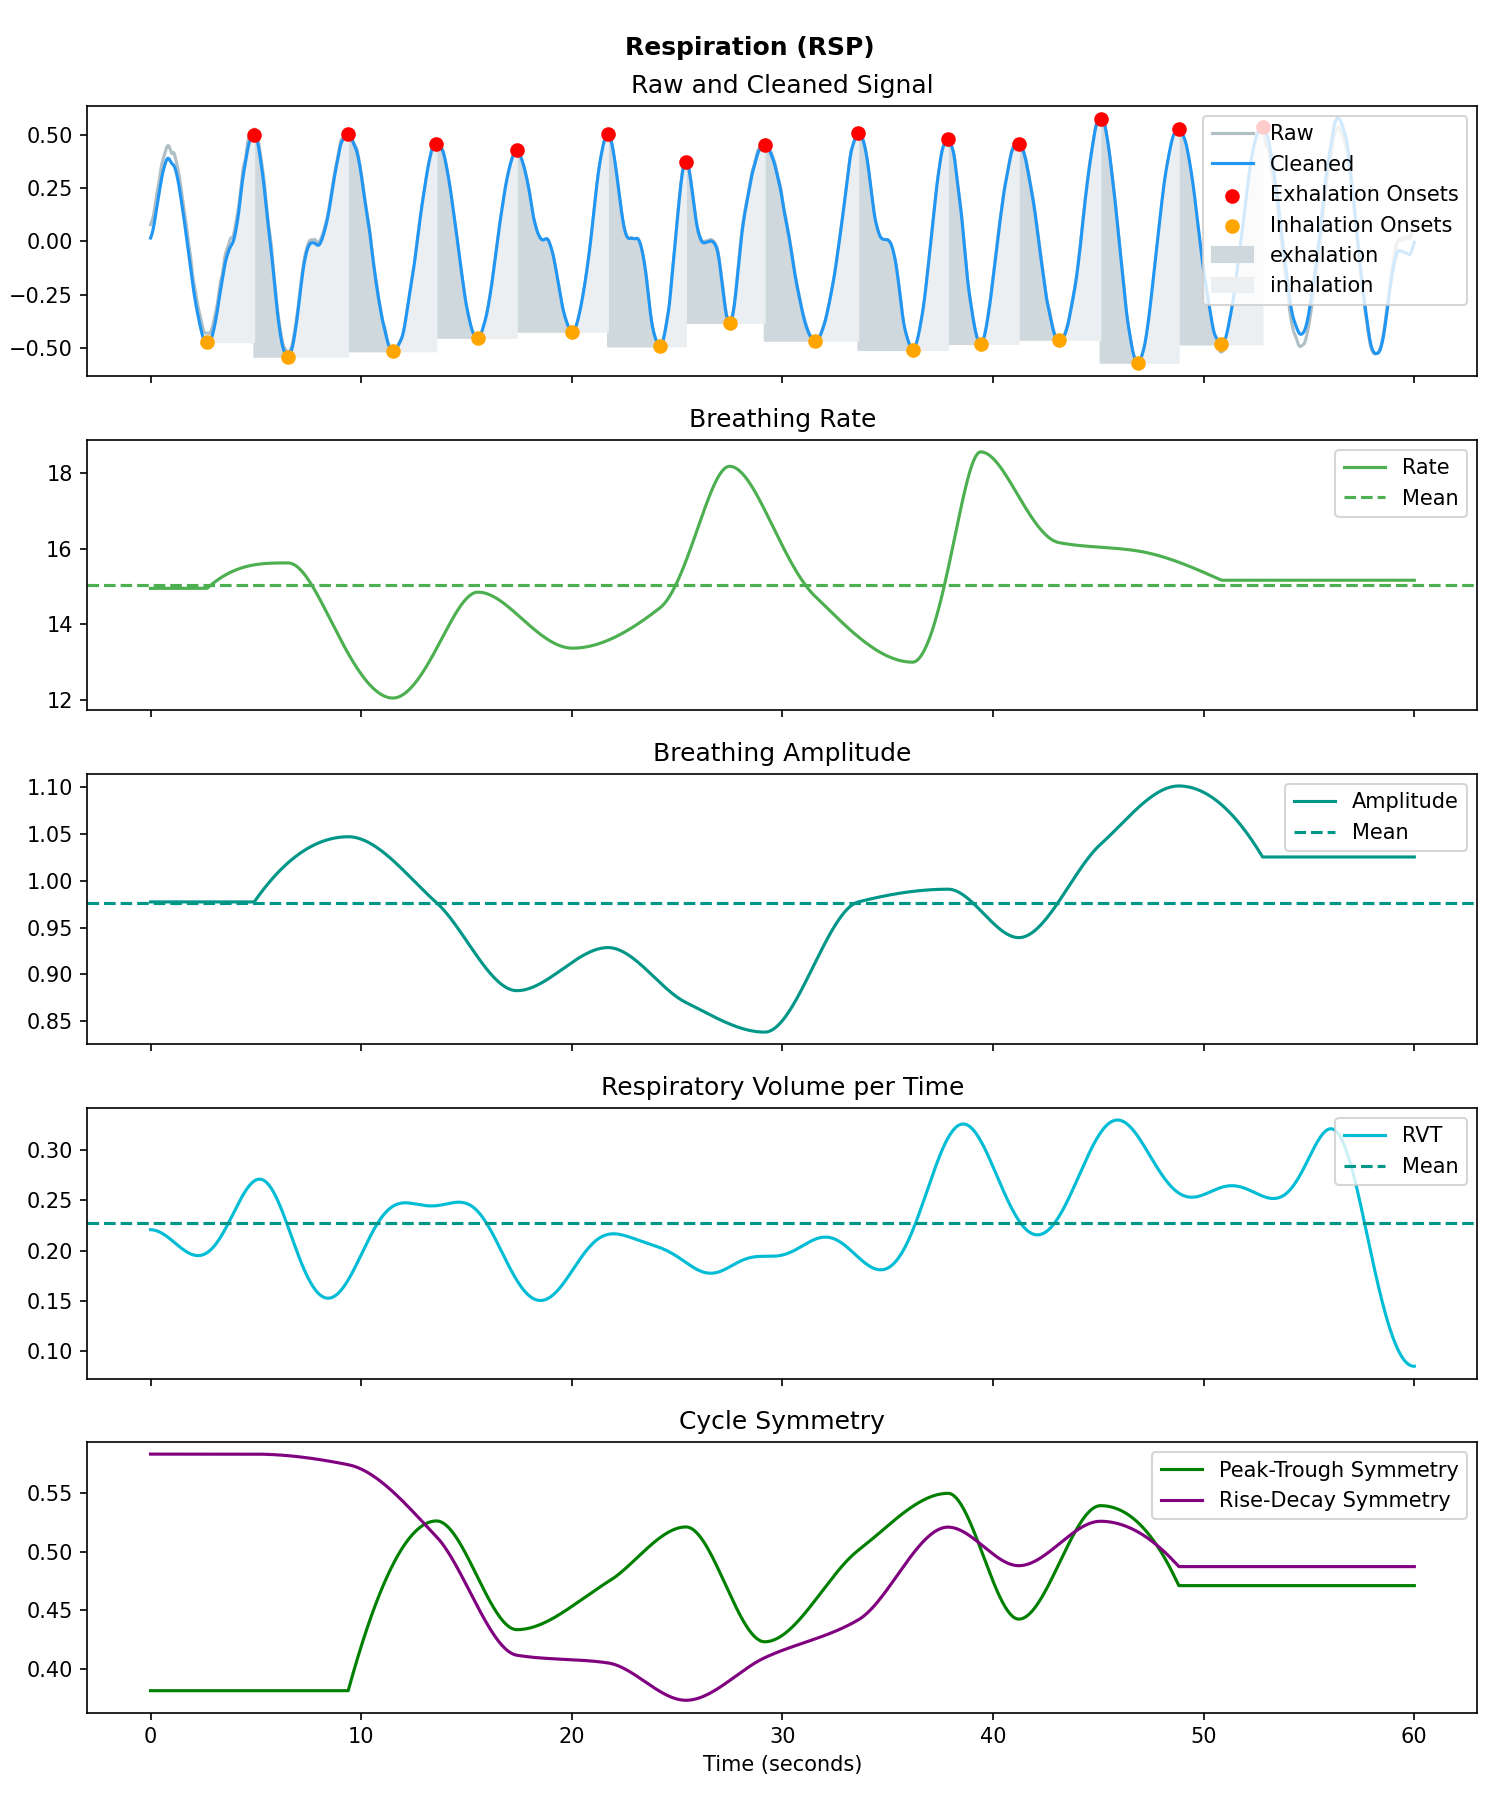 Respiration (RSP)
Raw and Cleaned Signal
0.50
0.25
0.00
−0.25
−0.50
Raw
Cleaned
Exhalation Onsets
Inhalation Onsets
exhalation
inhalation
Breathing Rate
18
16
14
12
Rate
Mean
Breathing Amplitude
1.10
1.05
1.00
0.95
0.90
0.85
Amplitude
Mean
Respiratory Volume per Time
0.30
0.25
0.20
0.15
0.10
RVT
Mean
Cycle Symmetry
0.55
0.50
0.45
0.40
Peak-Trough Symmetry
Rise-Decay Symmetry
0 10 20 30 40 50 60
Time (seconds)